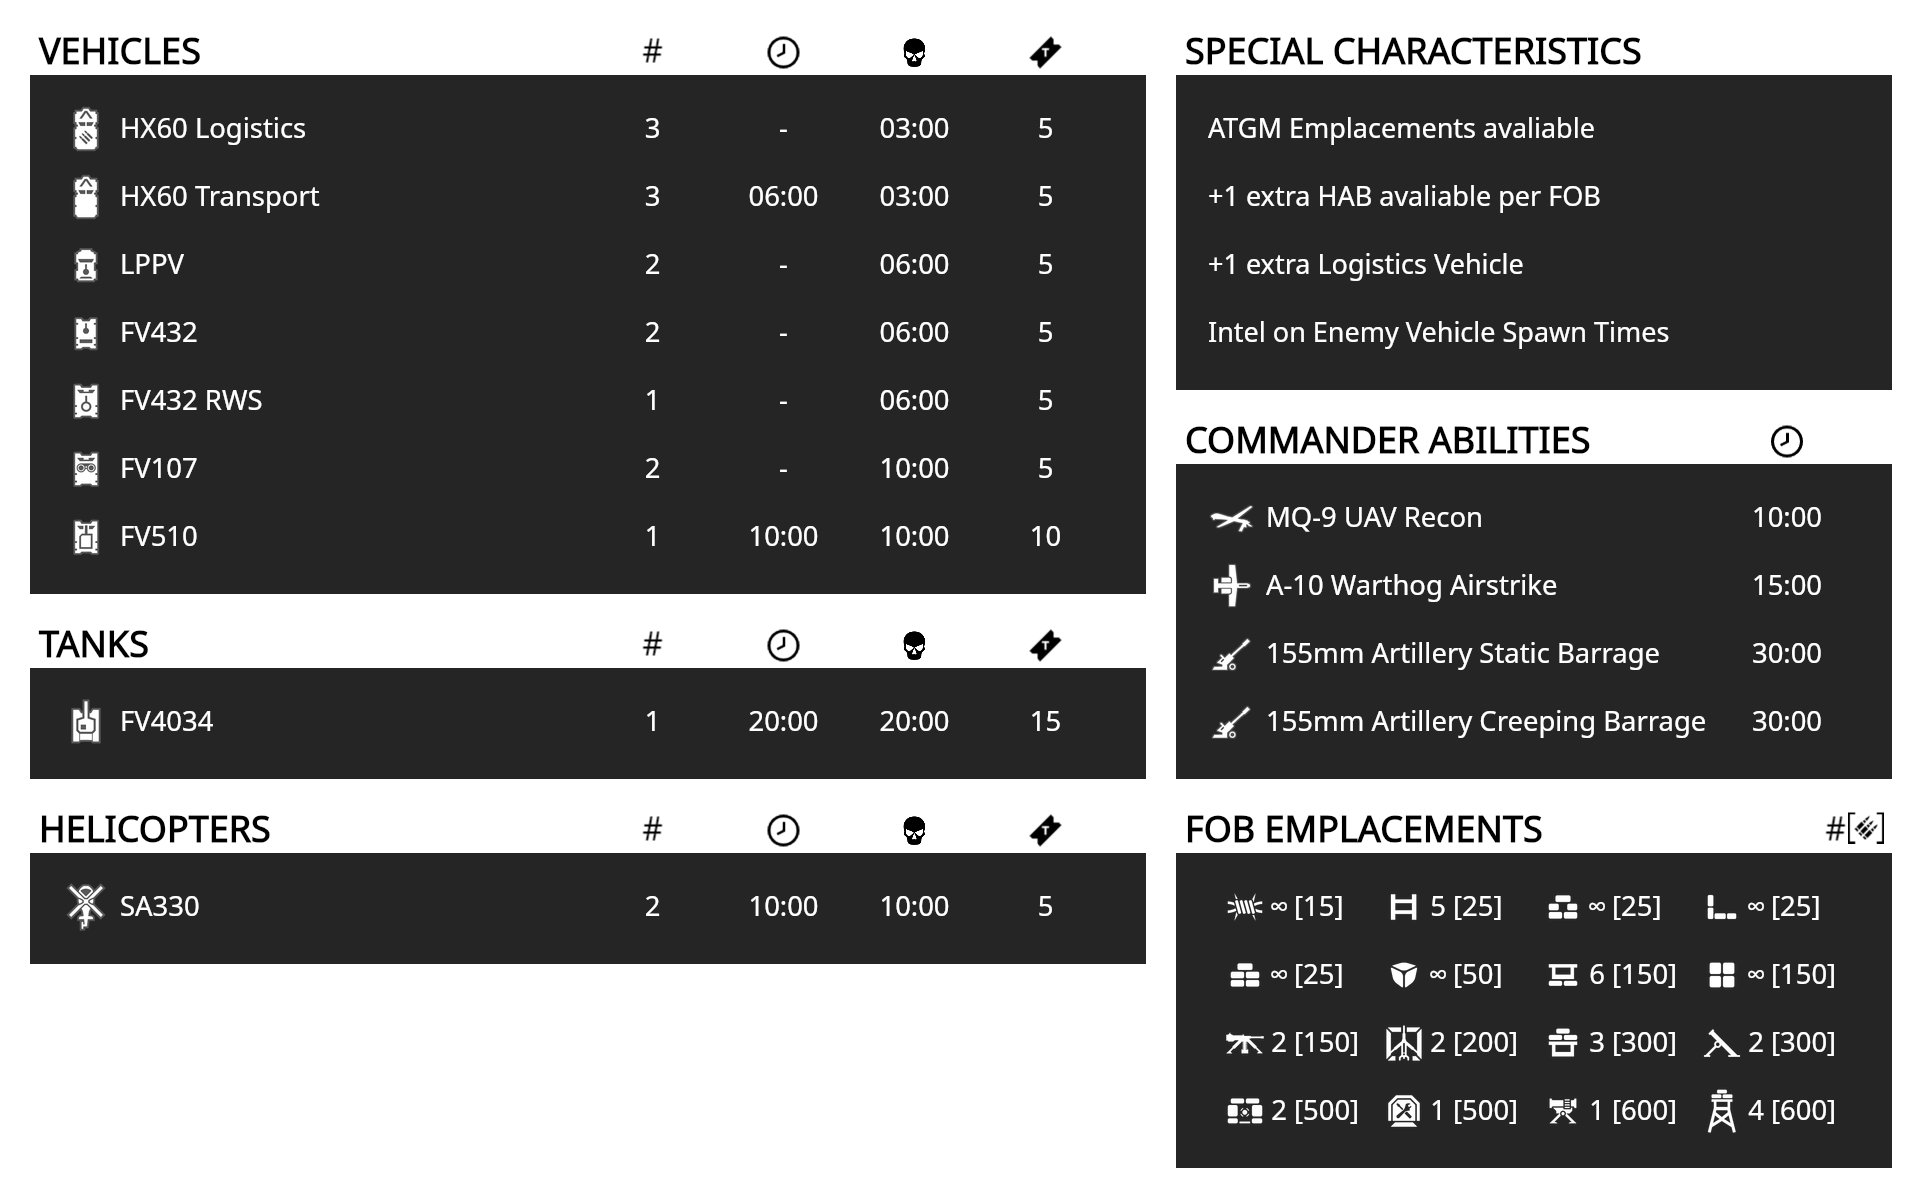 VEHICLES #
HX60 Logistics 3 - 03:00 5
HX60 Transport 3 06:00 03:00 5
LPPV 2 - 06:00 5
FV432 2 - 06:00 5
FV432 RWS 1 - 06:00 5
FV107 2 - 10:00 5
FV510 1 10:00 10:00 10
TANKS #
FV4034 1 20:00 20:00 15
HELICOPTERS #
SA330 2 10:00 10:00 5
SPECIAL CHARACTERISTICS
ATGM Emplacements avaliable
+1 extra HAB avaliable per FOB
+1 extra Logistics Vehicle
Intel on Enemy Vehicle Spawn Times
COMMANDER ABILITIES
MQ-9 UAV Recon 10:00
A-10 Warthog Airstrike 15:00
155mm Artillery Static Barrage 30:00
155mm Artillery Creeping Barrage 30:00
FOB EMPLACEMENTS #[]
∞ [15] 5 [25] ∞ [25] ∞ [25]
∞ [25] ∞ [50] 6 [150] ∞ [150]
2 [150] 2 [200] 3 [300] 2 [300]
2 [500] 1 [500] 1 [600] 4 [600]